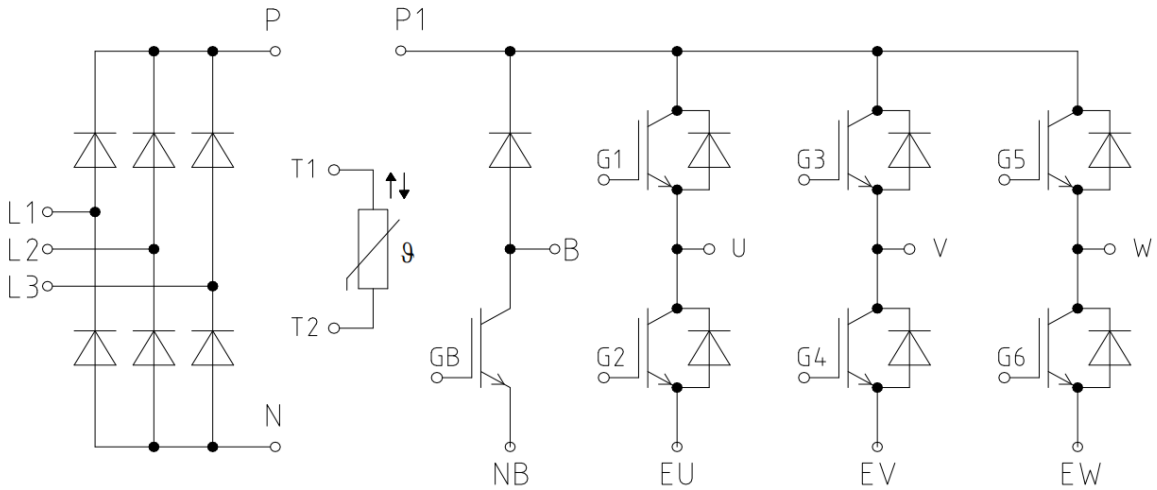 P P1
T1
G1 G3 G5
L1
L2 ϑ B U V W
L3
T2
GB G2 G4 G6
N
NB EU EV EW